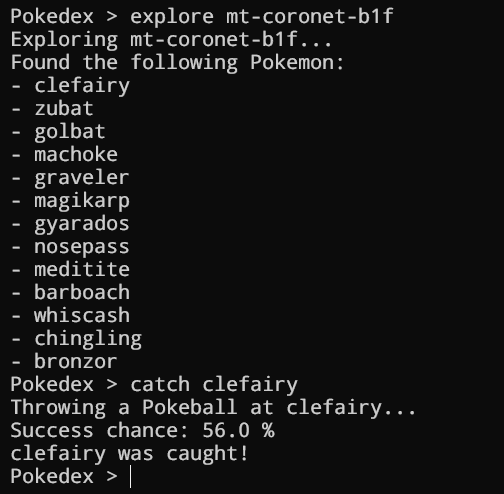 Pokedex > explore mt-coronet-b1f
Exploring mt-coronet-b1f...
Found the following Pokemon:
- clefairy
- zubat
- golbat
- machoke
- graveler
- magikarp
- gyarados
- nosepass
- meditite
- barboach
- whiscash
- chingling
- bronzor
Pokedex > catch clefairy
Throwing a Pokeball at clefairy...
Success chance: 56.0 %
clefairy was caught!
Pokedex >